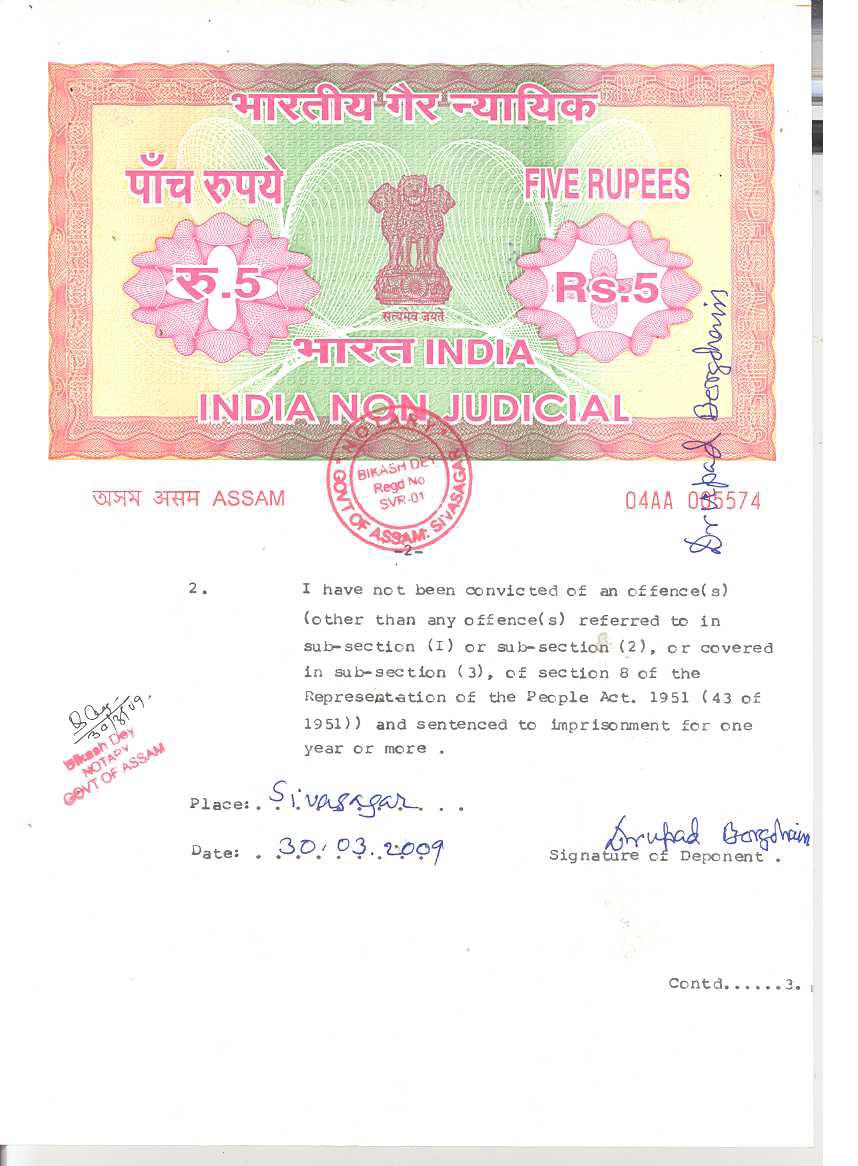 भारतीय गैर न्यायिक
पाँच रुपये
FIVE RUPEES
रु.5
Rs.5
सत्यमेव जयते
भारत INDIA
INDIA NON JUDICIAL
অসম असम ASSAM
04AA 005574
Drupad Borgohain
NOTARY
BIKASH DEY
Regd No
SVR-01
GOVT OF ASSAM: SIVASAGAR
-2-
2. I have not been convicted of an offence(s)
(other than any offence(s) referred to in
sub-section (I) or sub-section (2), or covered
in sub-section (3), of section 8 of the
Representation of the People Act. 1951 (43 of
1951)) and sentenced to imprisonment for one
year or more .
30/3/09.
Bikash Dey
NOTARY
GOVT OF ASSAM
Place: . Sivasagar . . .
Date: . 30.03.2009
Drupad Borgohain
Signature of Deponent .
Contd......3.